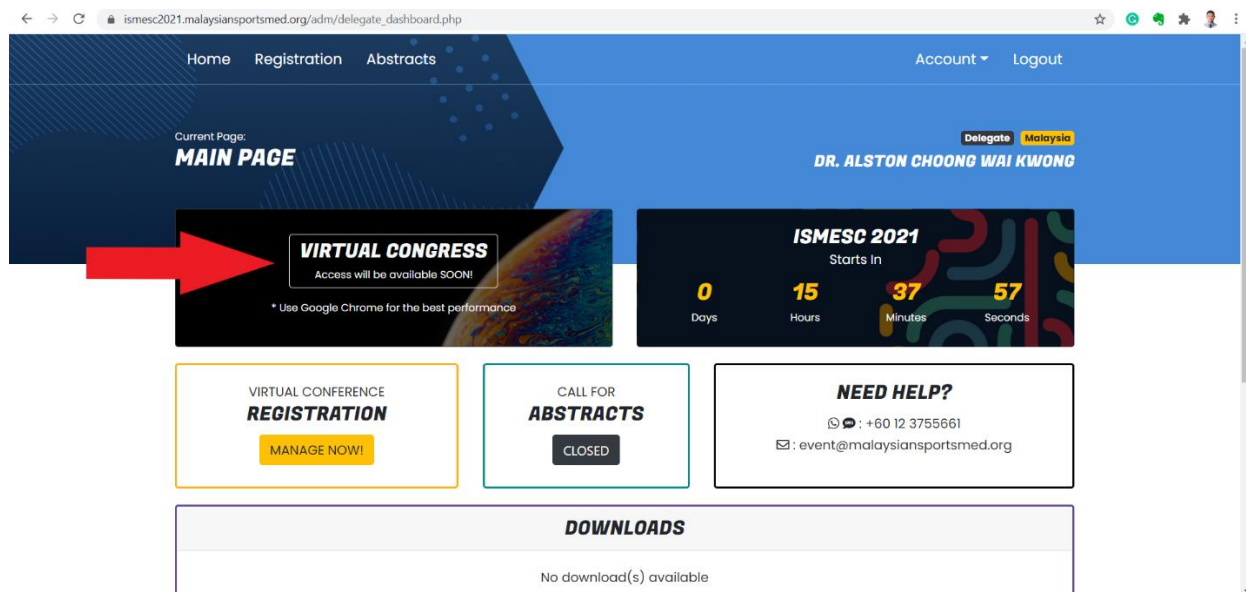 ismesc2021.malaysiansportsmed.org/adm/delegate_dashboard.php
Home Registration Abstracts Account Logout
Current Page:
MAIN PAGE
Delegate Malaysia
DR. ALSTON CHOONG WAI KWONG
VIRTUAL CONGRESS
Access will be available SOON!
* Use Google Chrome for the best performance
ISMESC 2021
Starts In
0 15 37 57
Days Hours Minutes Seconds
VIRTUAL CONFERENCE
REGISTRATION
MANAGE NOW!
CALL FOR
ABSTRACTS
CLOSED
NEED HELP?
: +60 12 3755661
: event@malaysiansportsmed.org
DOWNLOADS
No download(s) available